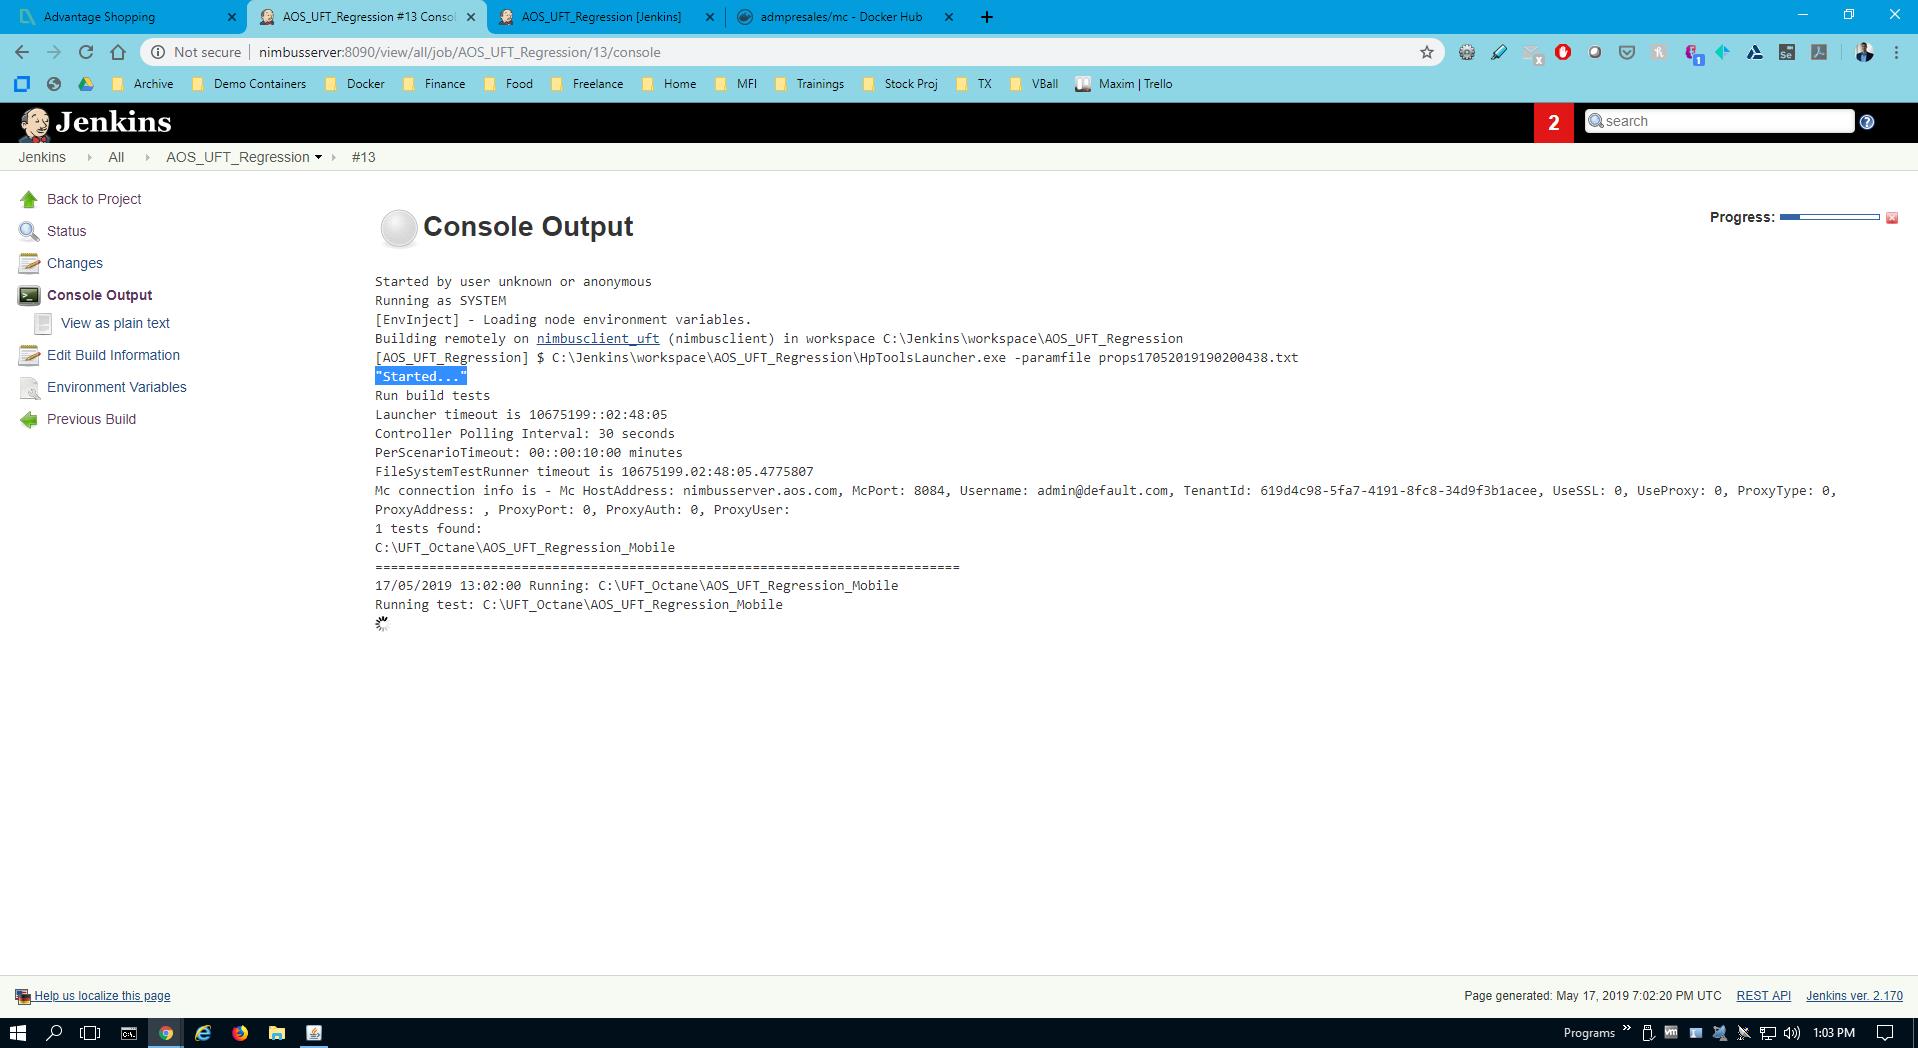 Advantage Shopping
AOS_UFT_Regression #13 Conso
AOS_UFT_Regression [Jenkins]
admpresales/mc - Docker Hub
Not secure
nimbusserver:8090/view/all/job/AOS_UFT_Regression/13/console
Archive
Demo Containers
Docker
Finance
Food
Freelance
Home
MFI
Trainings
Stock Proj
TX
VBall
Maxim | Trello
Jenkins
2
search
Jenkins
All
AOS_UFT_Regression
#13
Back to Project
Status
Changes
Console Output
View as plain text
Edit Build Information
Environment Variables
Previous Build
Console Output
Progress:
Started by user unknown or anonymous
Running as SYSTEM
[EnvInject] - Loading node environment variables.
Building remotely on nimbusclient_uft (nimbusclient) in workspace C:\Jenkins\workspace\AOS_UFT_Regression
[AOS_UFT_Regression] $ C:\Jenkins\workspace\AOS_UFT_Regression\HpToolsLauncher.exe -paramfile props17052019190200438.txt
"Started..."
Run build tests
Launcher timeout is 10675199::02:48:05
Controller Polling Interval: 30 seconds
PerScenarioTimeout: 00::00:10:00 minutes
FileSystemTestRunner timeout is 10675199.02:48:05.4775807
Mc connection info is - Mc HostAddress: nimbusserver.aos.com, McPort: 8084, Username: admin@default.com, TenantId: 619d4c98-5fa7-4191-8fc8-34d9f3b1acee, UseSSL: 0, UseProxy: 0, ProxyType: 0,
ProxyAddress: , ProxyPort: 0, ProxyAuth: 0, ProxyUser:
1 tests found:
C:\UFT_Octane\AOS_UFT_Regression_Mobile
============================================================================
17/05/2019 13:02:00 Running: C:\UFT_Octane\AOS_UFT_Regression_Mobile
Running test: C:\UFT_Octane\AOS_UFT_Regression_Mobile
Help us localize this page
Page generated: May 17, 2019 7:02:20 PM UTC
REST API
Jenkins ver. 2.170
Programs
1:03 PM